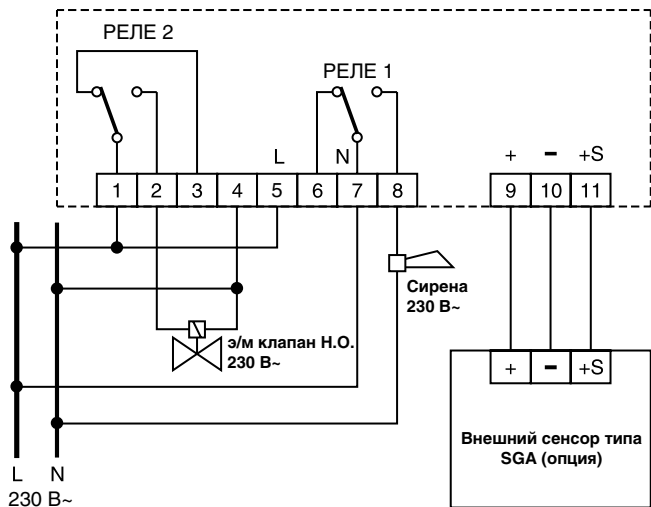 РЕЛЕ 2
РЕЛЕ 1
L N + − +S
1 2 3 4 5 6 7 8 9 10 11
Сирена
230 В~
э/м клапан Н.О.
230 В~
+ − +S
Внешний сенсор типа
SGA (опция)
L N
230 В~